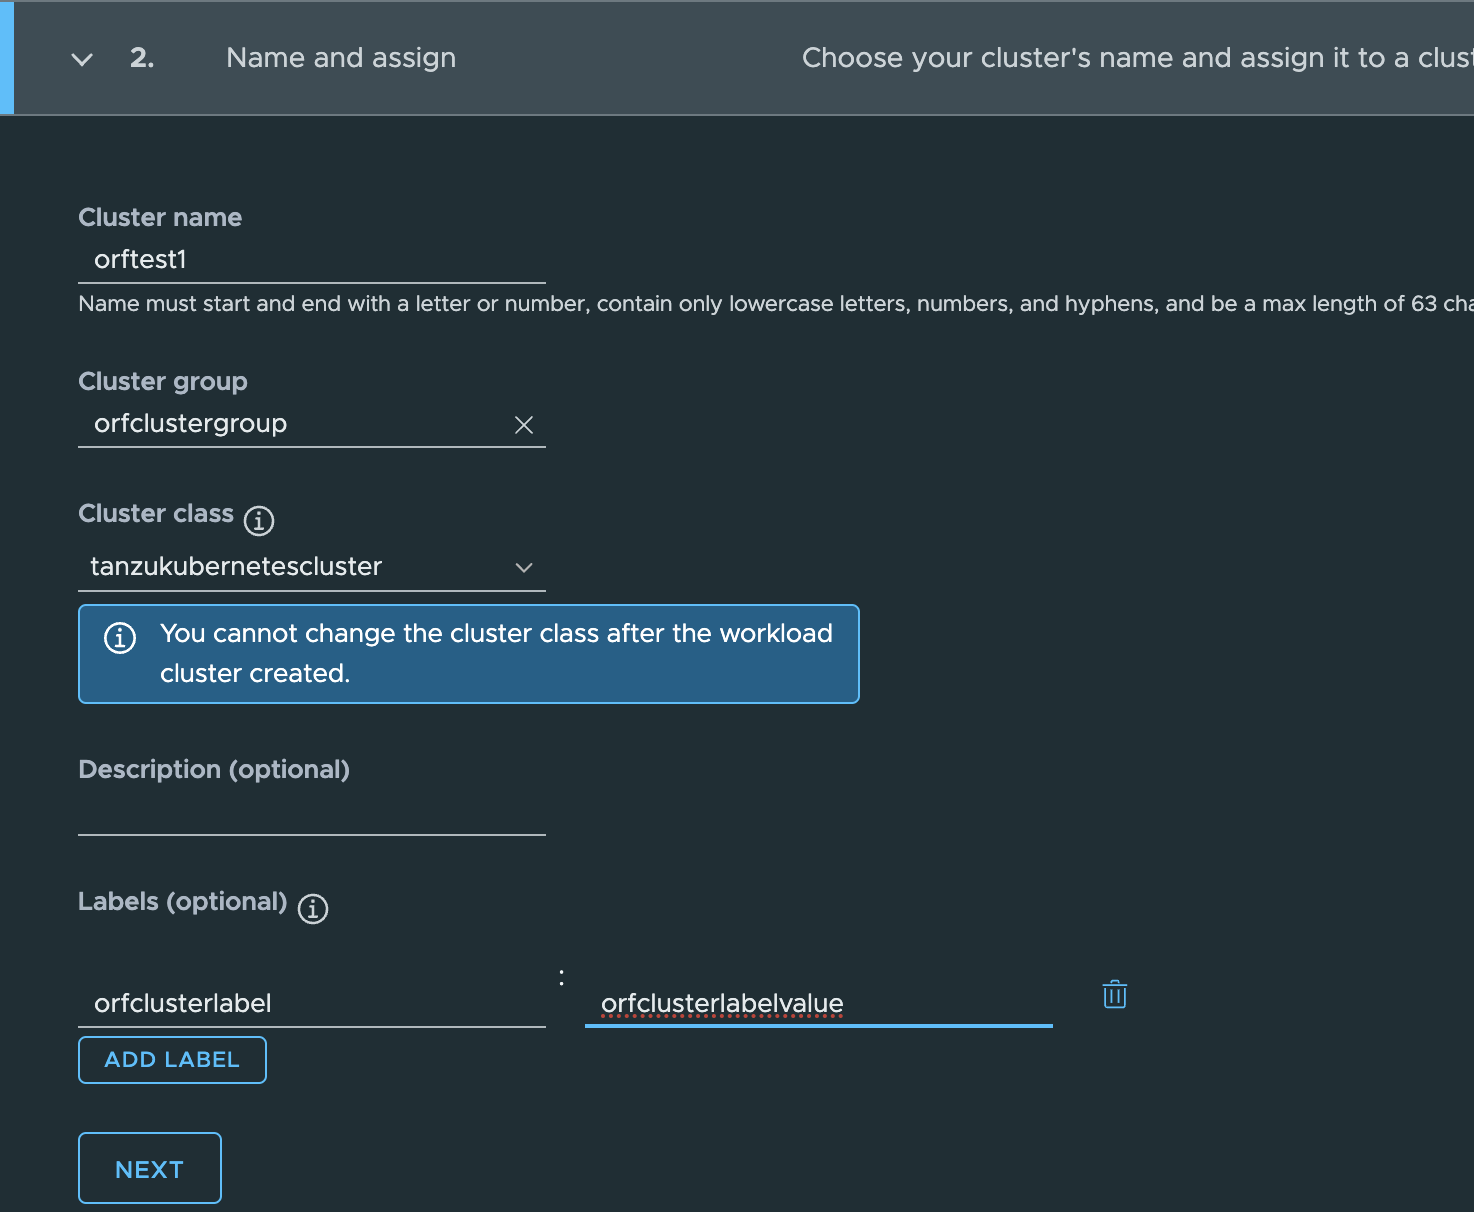 2. Name and assign Choose your cluster's name and assign it to a clust
Cluster name
orftest1
Name must start and end with a letter or number, contain only lowercase letters, numbers, and hyphens, and be a max length of 63 cha
Cluster group
orfclustergroup
Cluster class
tanzukubernetescluster
You cannot change the cluster class after the workload
cluster created.
Description (optional)
Labels (optional)
orfclusterlabel : orfclusterlabelvalue
ADD LABEL
NEXT